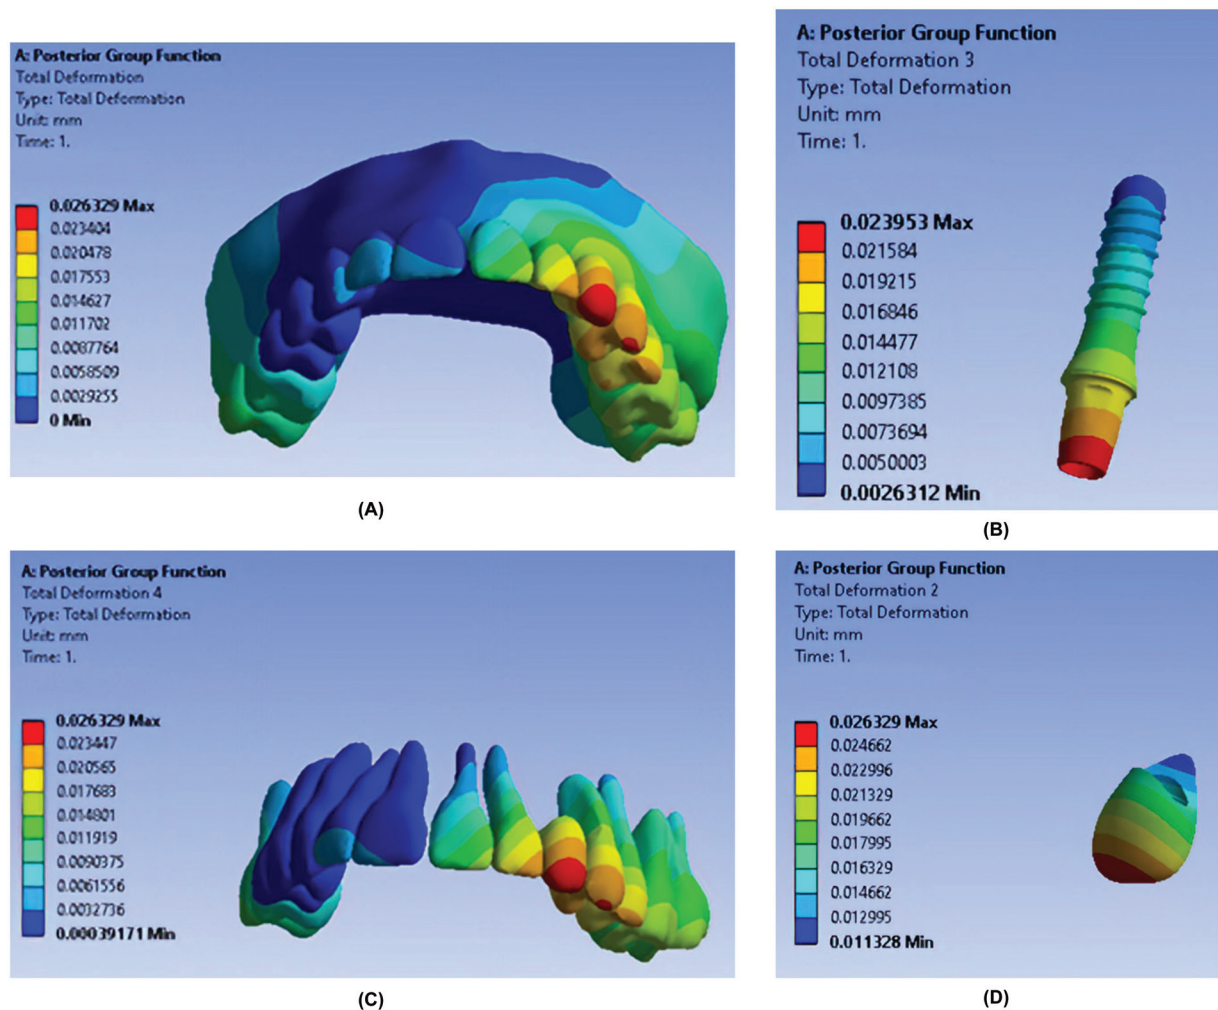 A: Posterior Group Function
Total Deformation
Type: Total Deformation
Unit: mm
Time: 1.
0.026329 Max
0.023404
0.020478
0.017553
0.014627
0.011702
0.0087764
0.0058509
0.0029255
0 Min
(A)
A: Posterior Group Function
Total Deformation 3
Type: Total Deformation
Unit: mm
Time: 1.
0.023953 Max
0.021584
0.019215
0.016846
0.014477
0.012108
0.0097385
0.0073694
0.0050003
0.0026312 Min
(B)
A: Posterior Group Function
Total Deformation 4
Type: Total Deformation
Unit: mm
Time: 1.
0.026329 Max
0.023447
0.020565
0.017683
0.014801
0.011919
0.0090375
0.0061556
0.0032736
0.00039171 Min
(C)
A: Posterior Group Function
Total Deformation 2
Type: Total Deformation
Unit: mm
Time: 1.
0.026329 Max
0.024662
0.022996
0.021329
0.019662
0.017995
0.016329
0.014662
0.012995
0.011328 Min
(D)